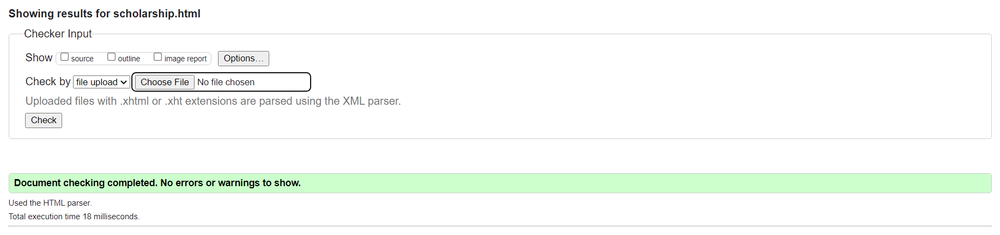 Showing results for scholarship.html
Checker Input
Show source outline image report Options...
Check by file upload Choose File No file chosen
Uploaded files with .xhtml or .xht extensions are parsed using the XML parser.
Check
Document checking completed. No errors or warnings to show.
Used the HTML parser.
Total execution time 18 milliseconds.